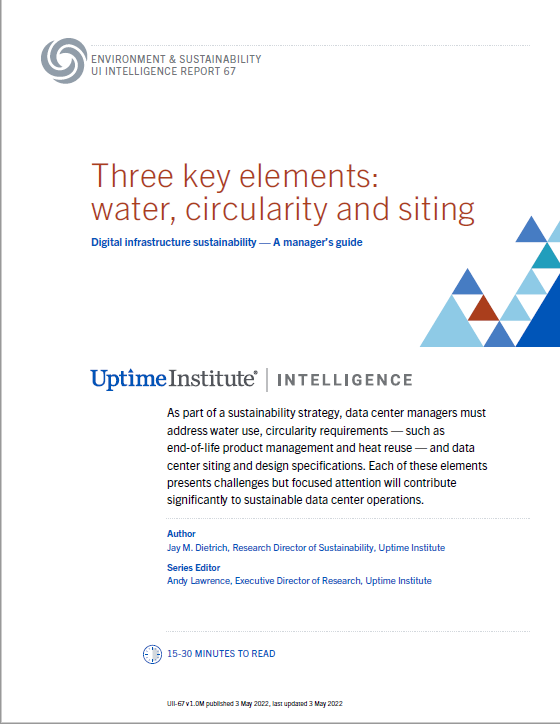 ENVIRONMENT & SUSTAINABILITY
UI INTELLIGENCE REPORT 67
Three key elements:
water, circularity and siting
Digital infrastructure sustainability — A manager's guide
UptimeInstitute® | INTELLIGENCE
As part of a sustainability strategy, data center managers must
address water use, circularity requirements — such as
end-of-life product management and heat reuse — and data
center siting and design specifications. Each of these elements
presents challenges but focused attention will contribute
significantly to sustainable data center operations.
Author
Jay M. Dietrich, Research Director of Sustainability, Uptime Institute
Series Editor
Andy Lawrence, Executive Director of Research, Uptime Institute
15-30 MINUTES TO READ
UII-67 v1.0M published 3 May 2022, last updated 3 May 2022